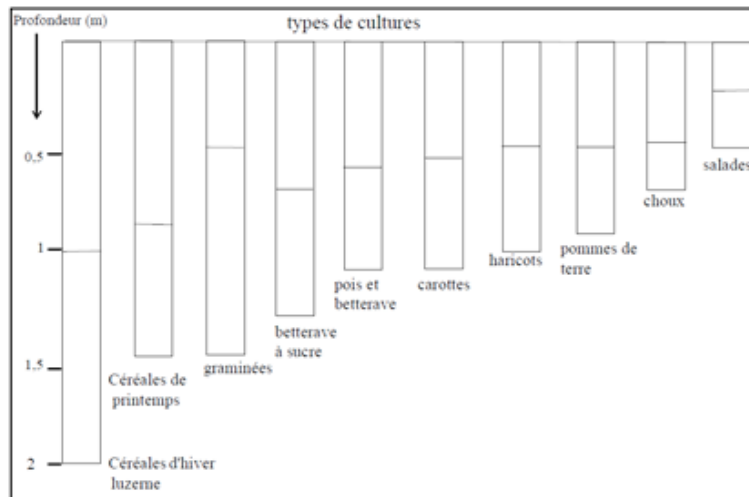 Profondeur (m)
types de cultures
0,5
1
1,5
2
Céréales d'hiver
luzerne
Céréales de
printemps
graminées
betterave
à sucre
pois et
betterave
carottes
haricots
pommes de
terre
choux
salades